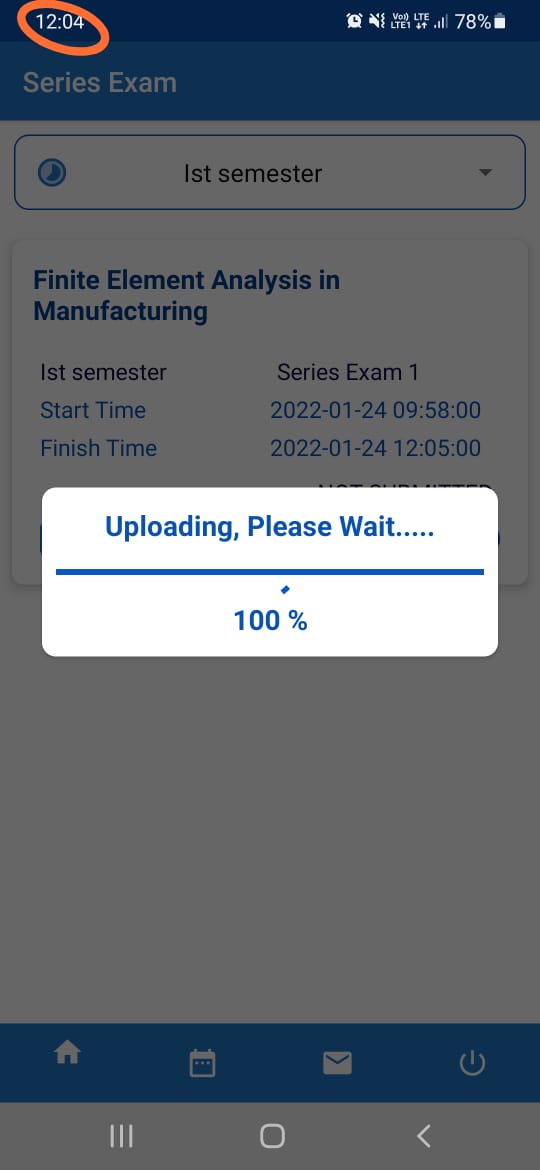 12:04 Vo)) LTE1 LTE 78%
Series Exam
Ist semester
Finite Element Analysis in
Manufacturing
Ist semester Series Exam 1
Start Time 2022-01-24 09:58:00
Finish Time 2022-01-24 12:05:00
NOT SUBMITTED
Uploading, Please Wait.....
100 %